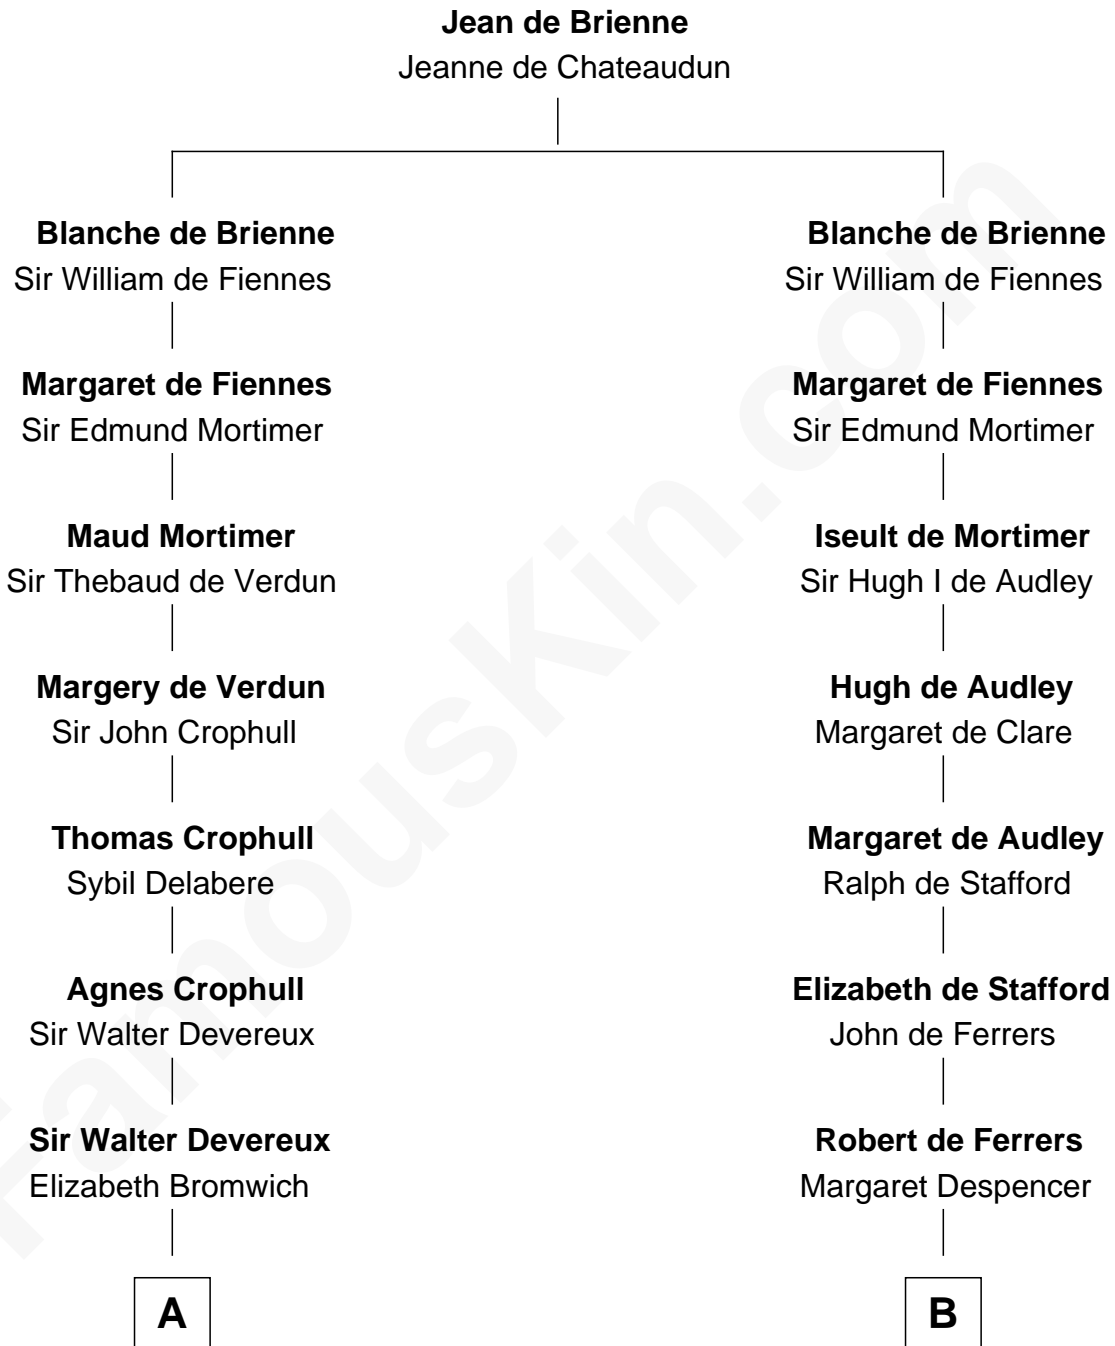 Jean de Brienne
Jeanne de Chateaudun
Blanche de Brienne
Sir William de Fiennes
Margaret de Fiennes
Sir Edmund Mortimer
Maud Mortimer
Sir Thebaud de Verdun
Margery de Verdun
Sir John Crophull
Thomas Crophull
Sybil Delabere
Agnes Crophull
Sir Walter Devereux
Sir Walter Devereux
Elizabeth Bromwich
A
Blanche de Brienne
Sir William de Fiennes
Margaret de Fiennes
Sir Edmund Mortimer
Iseult de Mortimer
Sir Hugh I de Audley
Hugh de Audley
Margaret de Clare
Margaret de Audley
Ralph de Stafford
Elizabeth de Stafford
John de Ferrers
Robert de Ferrers
Margaret Despencer
B
FamousKin.com